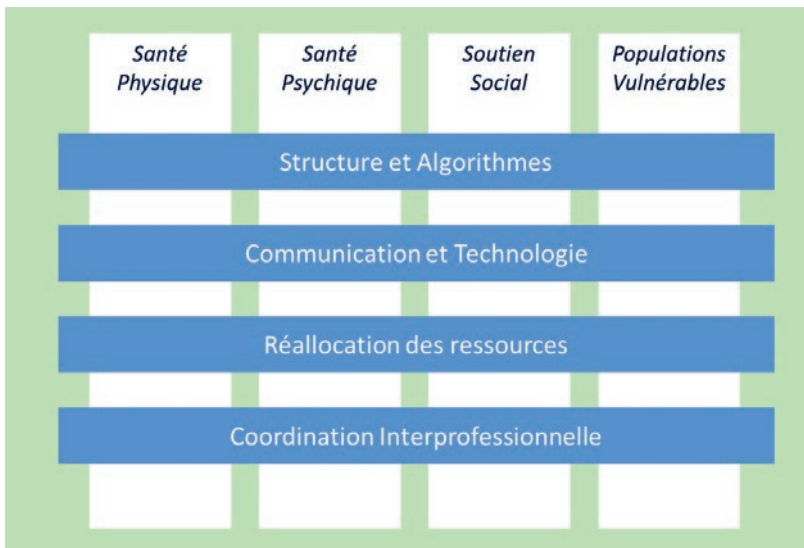 Santé
Physique
Santé
Psychique
Soutien
Social
Populations
Vulnérables
Structure et Algorithmes
Communication et Technologie
Réallocation des ressources
Coordination Interprofessionnelle